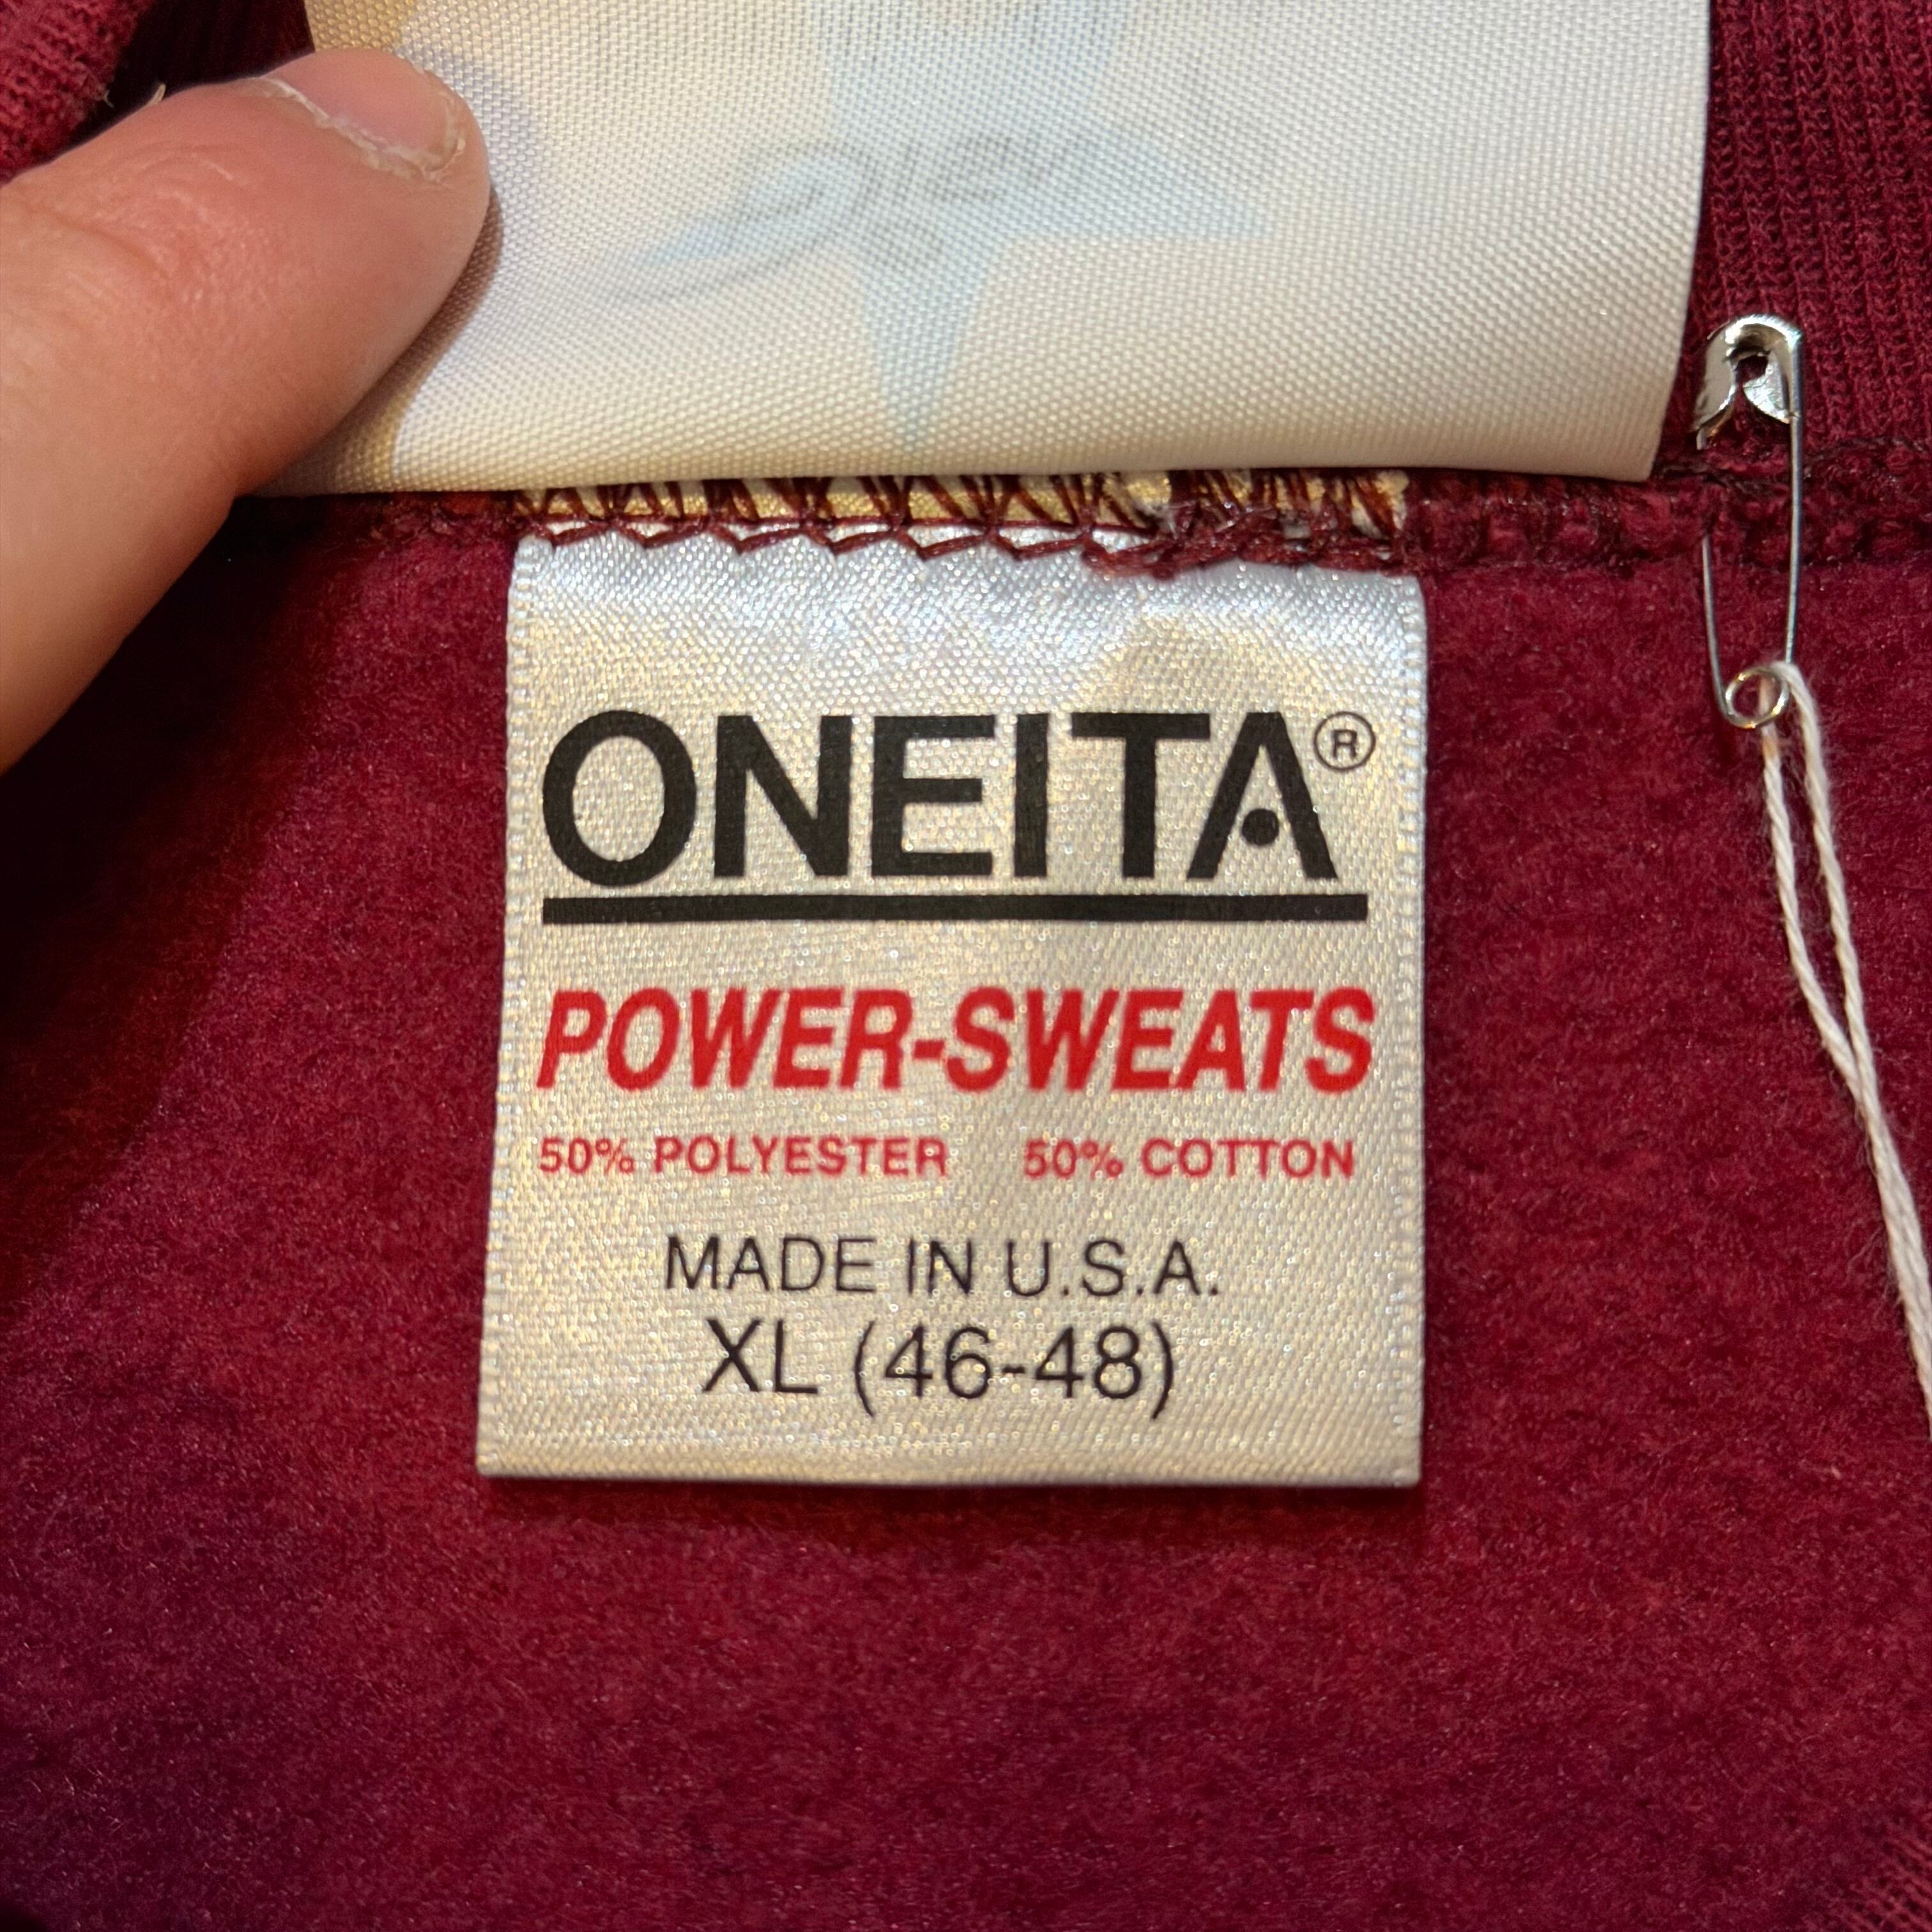 ONEITA®
POWER-SWEATS
50% POLYESTER 50% COTTON
MADE IN U.S.A.
XL (46-48)